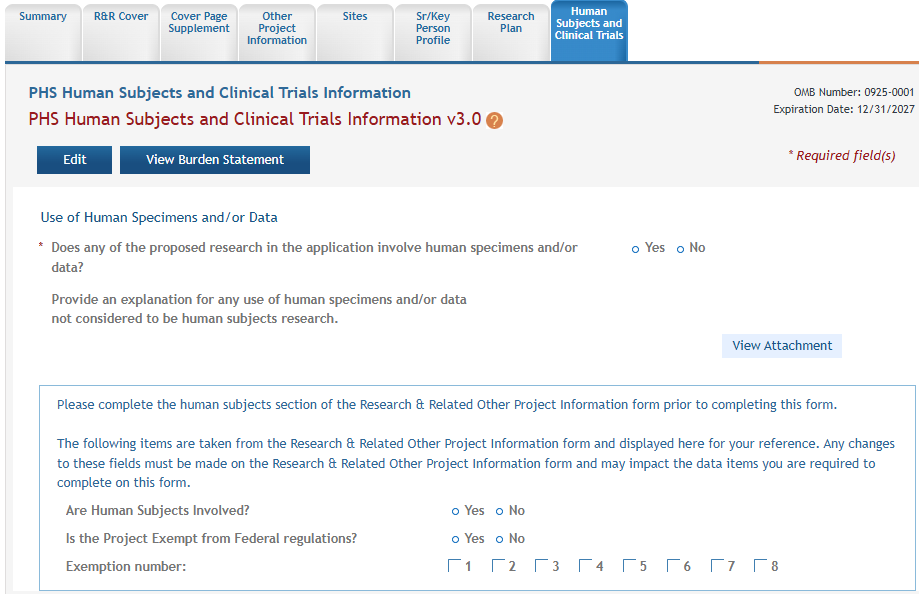 Summary
R&R Cover
Cover Page
Supplement
Other
Project
Information
Sites
Sr/Key
Person
Profile
Research
Plan
Human
Subjects and
Clinical Trials
PHS Human Subjects and Clinical Trials Information
OMB Number: 0925-0001
Expiration Date: 12/31/2027
PHS Human Subjects and Clinical Trials Information v3.0 ?
Edit
View Burden Statement
* Required field(s)
Use of Human Specimens and/or Data
* Does any of the proposed research in the application involve human specimens and/or
data?
Yes No
Provide an explanation for any use of human specimens and/or data
not considered to be human subjects research.
View Attachment
Please complete the human subjects section of the Research & Related Other Project Information form prior to completing this form.
The following items are taken from the Research & Related Other Project Information form and displayed here for your reference. Any changes
to these fields must be made on the Research & Related Other Project Information form and may impact the data items you are required to
complete on this form.
Are Human Subjects Involved? Yes No
Is the Project Exempt from Federal regulations? Yes No
Exemption number: 1 2 3 4 5 6 7 8